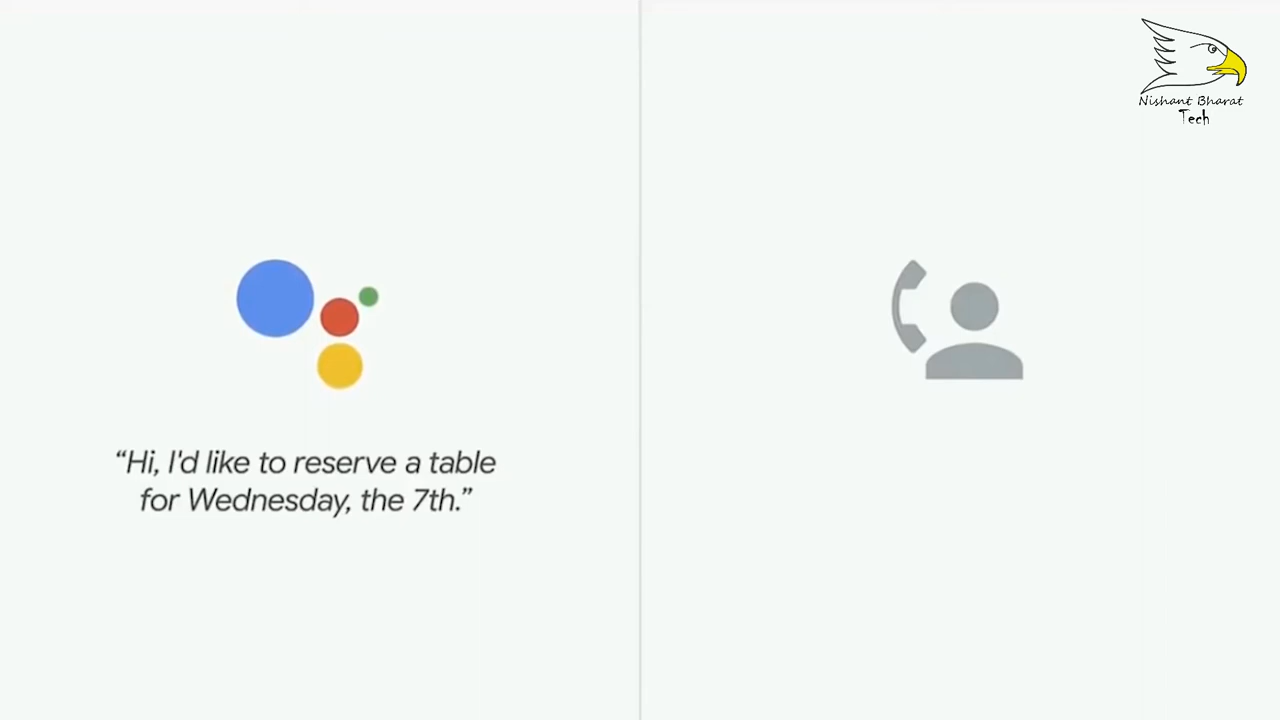 Nishant Bharat
Tech
“Hi, I'd like to reserve a table
for Wednesday, the 7th.”